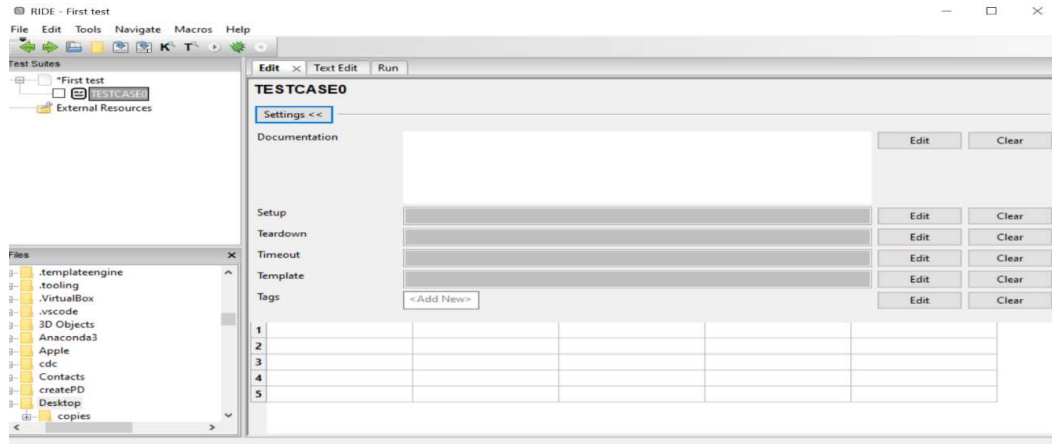 RIDE - First test
File Edit Tools Navigate Macros Help
Test Suites
*First test
TESTCASE0
External Resources
Files
.templateengine
.tooling
.VirtualBox
.vscode
3D Objects
Anaconda3
Apple
cdc
Contacts
createPD
Desktop
copies
Edit Text Edit Run
TESTCASE0
Settings <<
Documentation Edit Clear
Setup Edit Clear
Teardown Edit Clear
Timeout Edit Clear
Template Edit Clear
Tags <Add New> Edit Clear
1
2
3
4
5